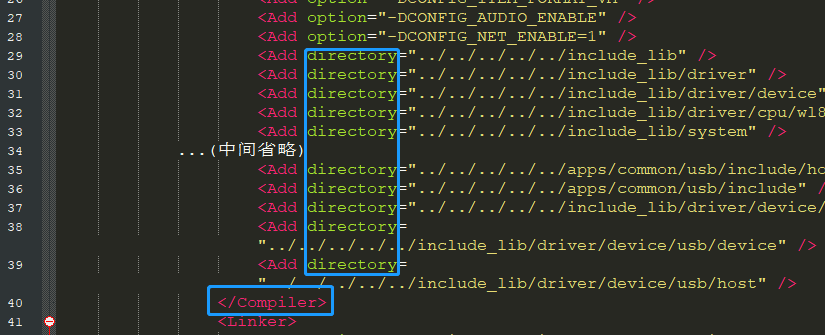 27 <Add option="-DCONFIG_AUDIO_ENABLE" />
28 <Add option="-DCONFIG_NET_ENABLE=1" />
29 <Add directory="../../../../../include_lib" />
30 <Add directory="../../../../../include_lib/driver" />
31 <Add directory="../../../../../include_lib/driver/device"
32 <Add directory="../../../../../include_lib/driver/cpu/wl8
33 <Add directory="../../../../../include_lib/system" />
34 ...(中间省略)
35 <Add directory="../../../../../apps/common/usb/include/ho
36 <Add directory="../../../../../apps/common/usb/include" /
37 <Add directory="../../../../../include_lib/driver/device/
38 <Add directory=
"../../../../../include_lib/driver/device/usb/device" />
39 <Add directory=
"../../../../../include_lib/driver/device/usb/host" />
40 </Compiler>
41 <Linker>